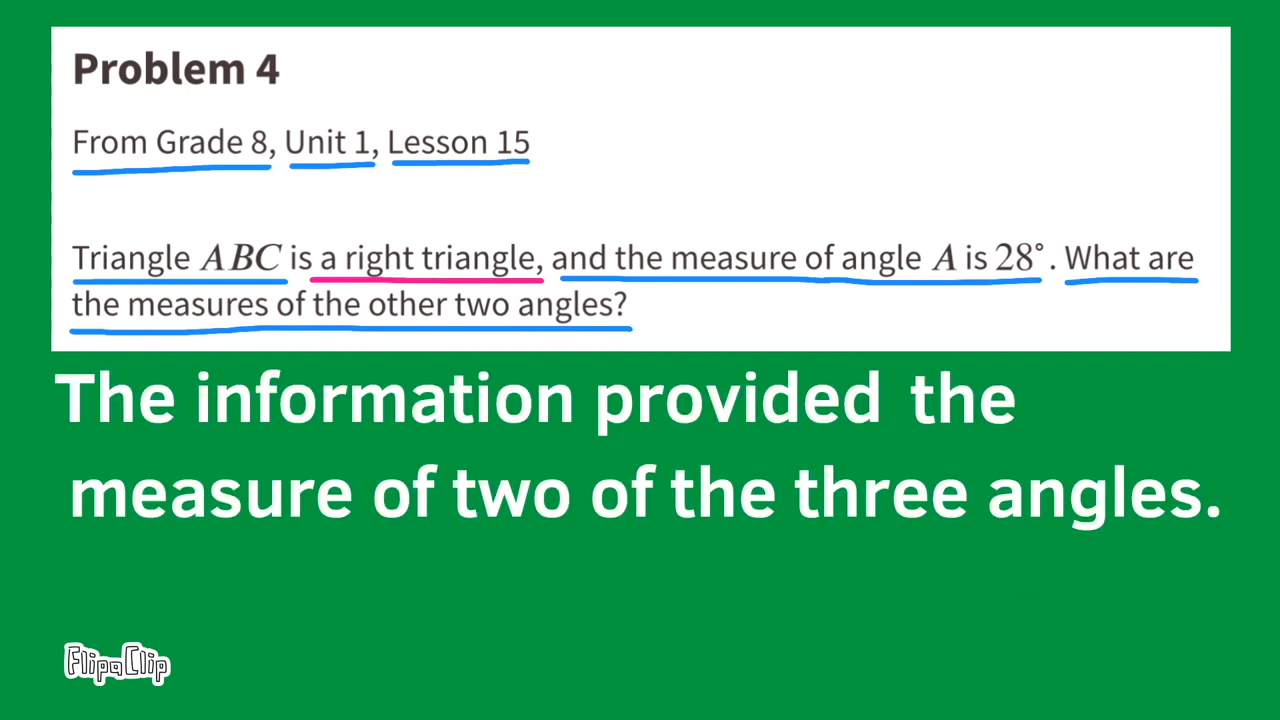 Problem 4
From Grade 8, Unit 1, Lesson 15
Triangle ABC is a right triangle, and the measure of angle A is 28°. What are
the measures of the other two angles?
The information provided the
measure of two of the three angles.
FlipaClip